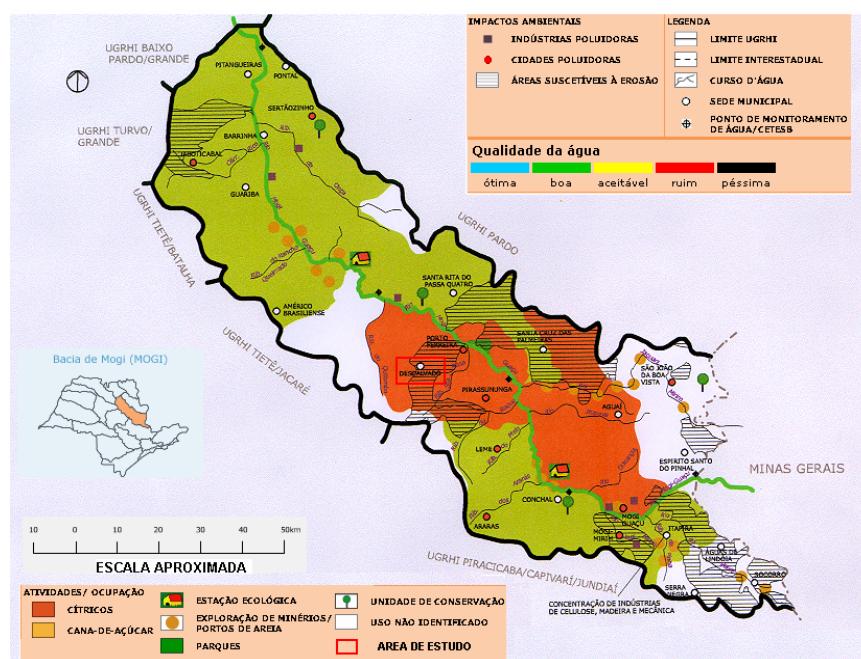 IMPACTOS AMBIENTAIS
INDÚSTRIAS POLUIDORAS
CIDADES POLUIDORAS
ÁREAS SUSCETÍVEIS À EROSÃO
LEGENDA
LIMITE UGRHI
LIMITE INTERESTADUAL
CURSO D'ÁGUA
SEDE MUNICIPAL
PONTO DE MONITORAMENTO
DE ÁGUA/CETESB
Qualidade da água
ótima boa aceitável ruim péssima
UGRHI BAIXO
PARDO/GRANDE
PITANGUEIRAS
PONTAL
SERTÃOZINHO
UGRHI TURVO/
GRANDE
BARRINHA
JABOTICABAL
GUARIBA
UGRHI TIETÊ/BATALHA
UGRHI PARDO
AMÉRICO
BRASILIENSE
SANTA RITA DO
PASSA QUATRO
UGRHI TIETÊ/JACARÉ
PORTO
FERREIRA
SANTA CRUZ DAS
PALMEIRAS
DESCALVADO
PIRASSUNUNGA
SÃO JOÃO
DA BOA
VISTA
AGUAÍ
LEME
ESPIRITO SANTO
DO PINHAL
MINAS GERAIS
CONCHAL
ARARAS
MOGI
GUAÇU
MOGI-
MIRIM
ITAPIRA
ÁGUAS DE
LINDÓIA
SOCORRO
SERRA
NEGRA
UGRHI PIRACICABA/CAPIVARÍ/JUNDIAÍ
CONCENTRAÇÃO DE INDÚSTRIAS
DE CELLULOSE, MADEIRA E MECÂNICA
Bacia de Mogi (MOGI)
10 0 10 20 30 40 50km
ESCALA APROXIMADA
ATIVIDADES/ OCUPAÇÃO
CÍTRICOS
CANA-DE-AÇÚCAR
ESTAÇÃO ECOLÓGICA
EXPLORAÇÃO DE MINÉRIOS/
PORTOS DE AREIA
PARQUES
UNIDADE DE CONSERVAÇÃO
USO NÃO IDENTIFICADO
AREA DE ESTUDO